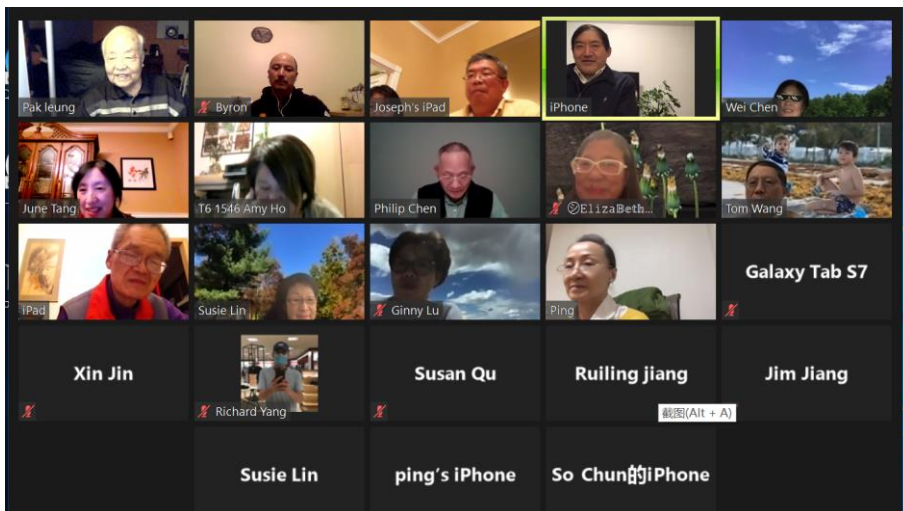 Pak leung
Byron
Joseph's iPad
iPhone
Wei Chen
June Tang
T6 1546 Amy Ho
Philip Chen
ElizaBeth...
Tom Wang
iPad
Susie Lin
Ginny Lu
Ping
Galaxy Tab S7
Xin Jin
Richard Yang
Susan Qu
Ruiling jiang
Jim Jiang
截图(Alt + A)
Susie Lin
ping's iPhone
So Chun的iPhone